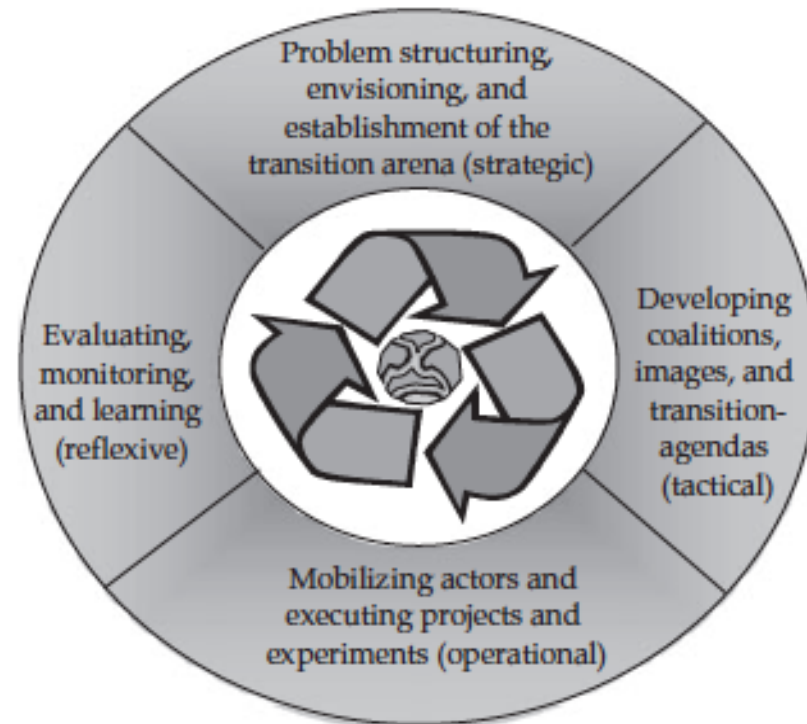 Problem structuring,
envisioning, and
establishment of the
transition arena (strategic)
Developing
coalitions,
images, and
transition-
agendas
(tactical)
Mobilizing actors and
executing projects and
experiments (operational)
Evaluating,
monitoring,
and learning
(reflexive)